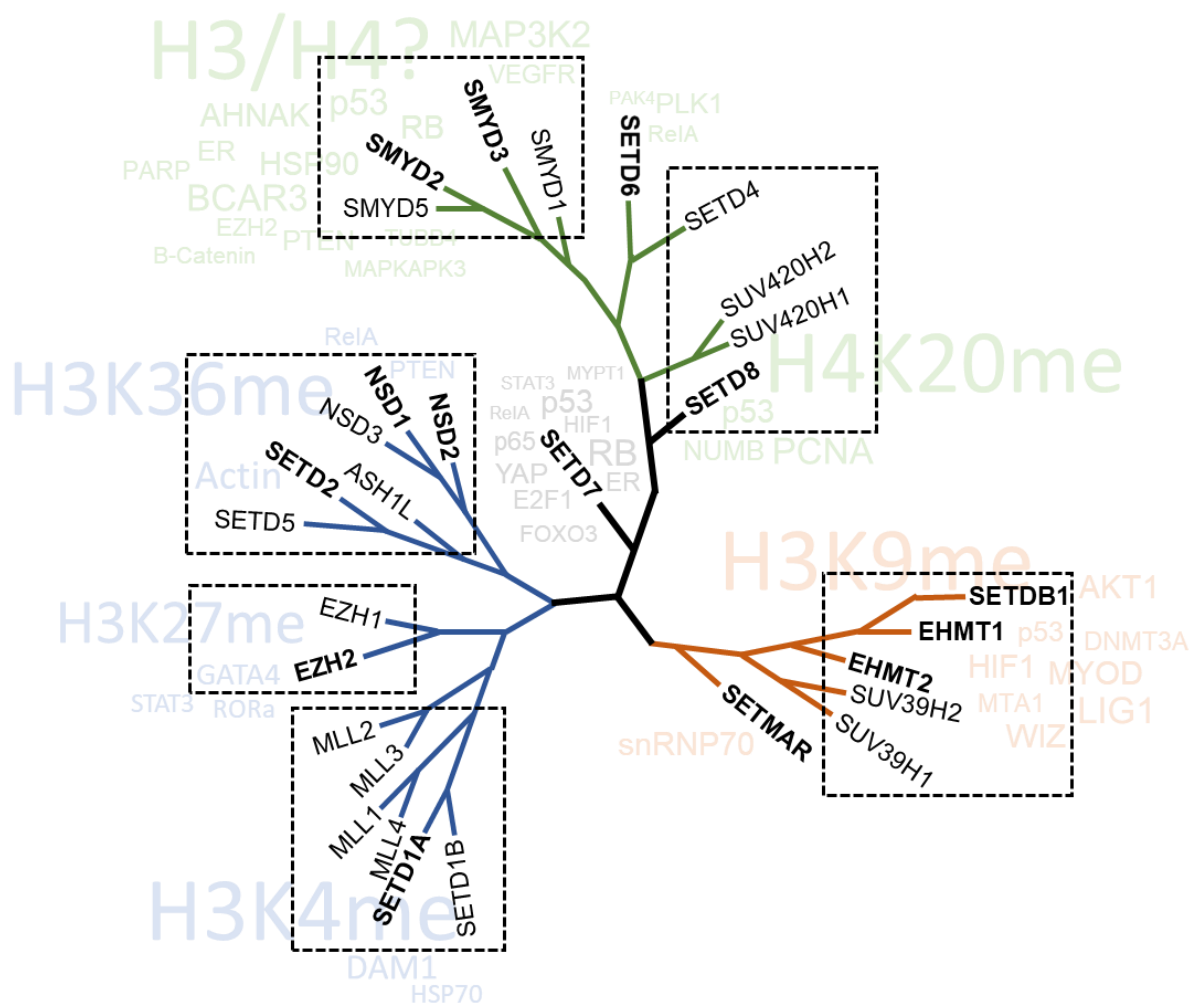 H3/H4?
MAP3K2
VEGFR
p53
AHNAK
RB
ER
HSP90
PARP
BCAR3
EZH2
PTEN
TUBB4
B-Catenin
MAPKAPK3
SMYD3
SMYD2
SMYD1
SMYD5
PAK4
PLK1
RelA
SETD6
SETD4
SUV420H2
SUV420H1
SETD8
H4K20me
p53
NUMB
PCNA
RelA
H3K36me
PTEN
NSD1
NSD3
NSD2
SETD2
ASH1L
SETD5
Actin
STAT3
MYPT1
RelA
p53
HIF1
p65
RB
YAP
ER
E2F1
FOXO3
SETD7
H3K9me
SETDB1
AKT1
EHMT1
p53
DNMT3A
EHMT2
HIF1
MYOD
SUV39H2
MTA1
LIG1
SUV39H1
WIZ
SETMAR
snRNP70
H3K27me
EZH1
EZH2
GATA4
STAT3
RORa
MLL2
MLL3
MLL1
MLL4
SETD1A
SETD1B
H3K4me
DAM1
HSP70